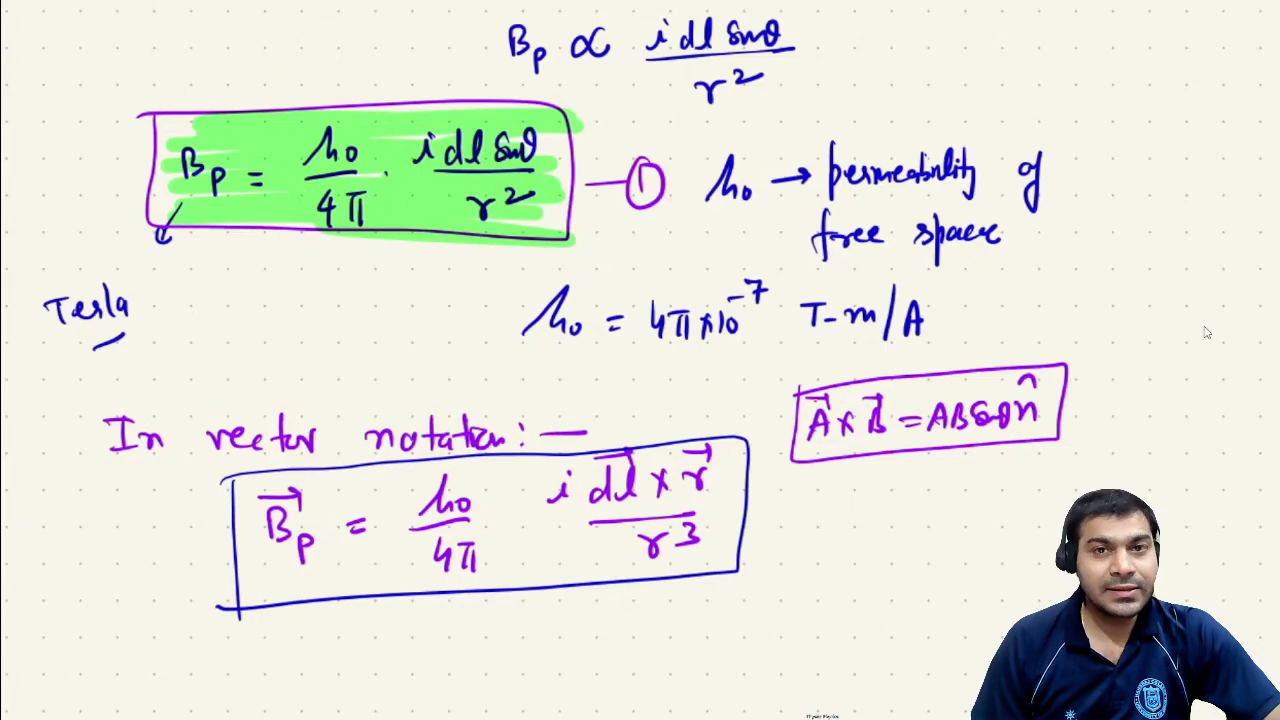 Bp ∝ i dl sinθ / r²
Bp = μ₀/4π · i dl sinθ / r² — ①
μ₀ → permeability of
free space
Tesla
μ₀ = 4π×10⁻⁷ T-m/A
A⃗ × B⃗ = AB sinθ n̂
In vector notation:—
B⃗p = μ₀/4π i d⃗l × r⃗ / r³